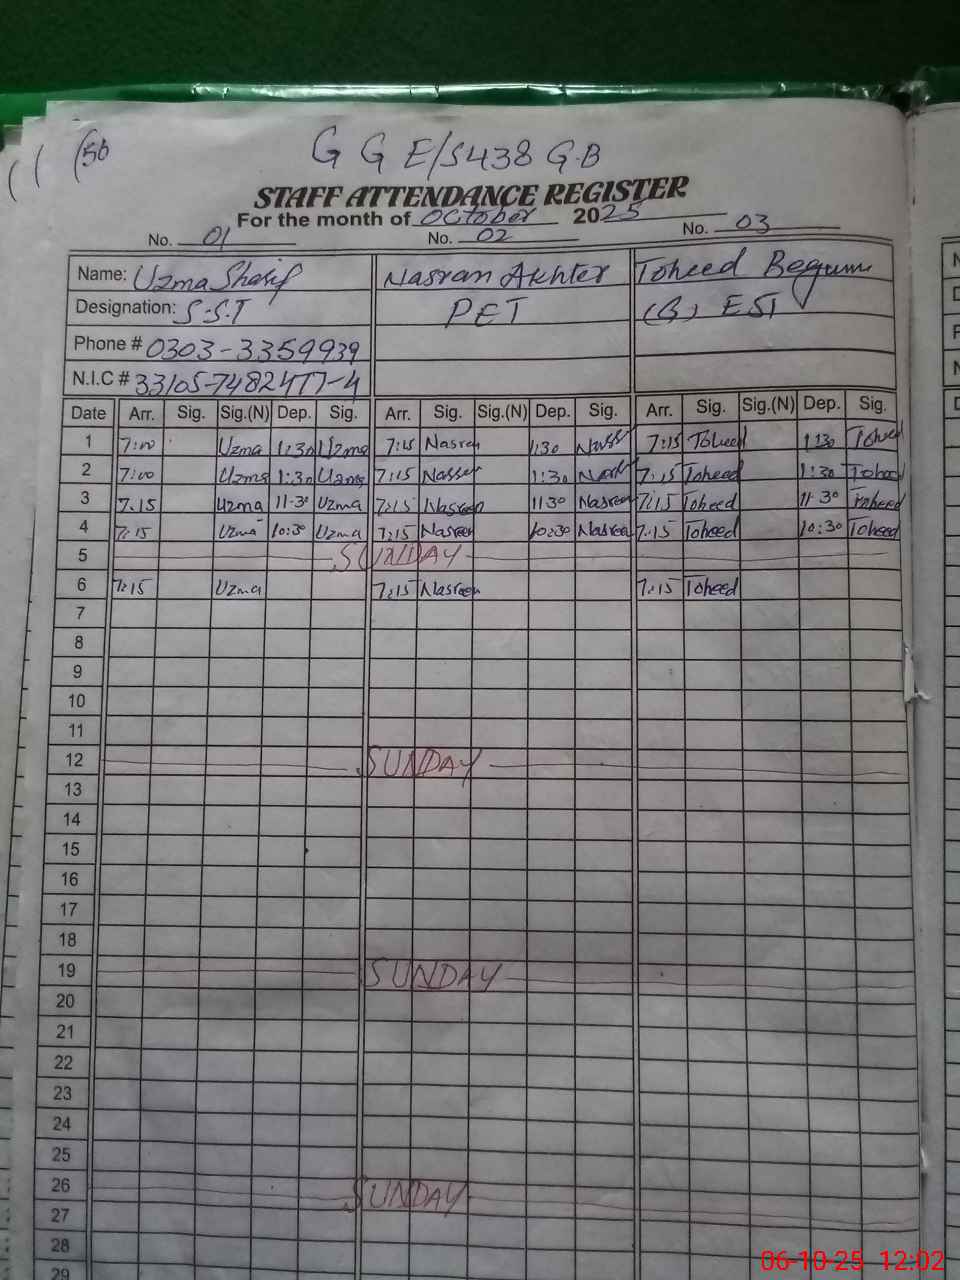 (56
G G E/S 438 G.B
STAFF ATTENDANCE REGISTER
For the month of October 2025
No. 01 No. 02 No. 03
Name: Uzma Sharif Nasran Akhter Toheed Begum
Designation: S.S.T PET (G) EST
Phone # 0303-3359939
N.I.C # 33105-7482477-4
Date Arr. Sig. Sig.(N) Dep. Sig. Arr. Sig. Sig.(N) Dep. Sig. Arr. Sig. Sig.(N) Dep. Sig.
1 7:00 Uzma 1:30 Uzma 7:15 Nasreen 1:30 7:15 Toheed 1:30 Toheed
2 7:00 Uzma 1:30 Uzma 7:15 1:30 7:15 Toheed 1:30 Toheed
3 7.15 Uzma 11.30 Uzma 7:15 Nasreen 11.30 Nasreen 7:15 Toheed 11.30 Toheed
4 7:15 Uzma 10:30 Uzma 7:15 Nasreen 10:30 Nasreen 7:15 Toheed 10:30 Toheed
5 SUNDAY
6 7:15 Uzma 7:15 Nasreen 7:15 Toheed
7
8
9
10
11
12 SUNDAY
13
14
15
16
17
18
19 SUNDAY
20
21
22
23
24
25
26 SUNDAY
27
28
29
06-10-25 12:02